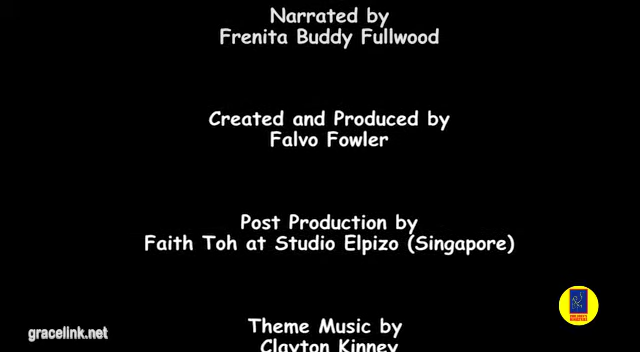 Narrated by
Frenita Buddy Fullwood
Created and Produced by
Falvo Fowler
Post Production by
Faith Toh at Studio Elpizo (Singapore)
Theme Music by
Clayton Kinney
gracelink.net